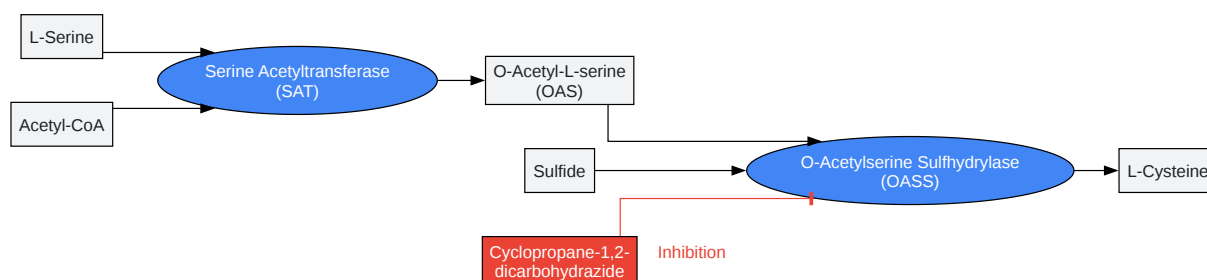 L-Serine
Acetyl-CoA
Serine Acetyltransferase
(SAT)
O-Acetyl-L-serine
(OAS)
Sulfide
O-Acetylserine Sulfhydrylase
(OASS)
L-Cysteine
Cyclopropane-1,2-
dicarbohydrazide
Inhibition